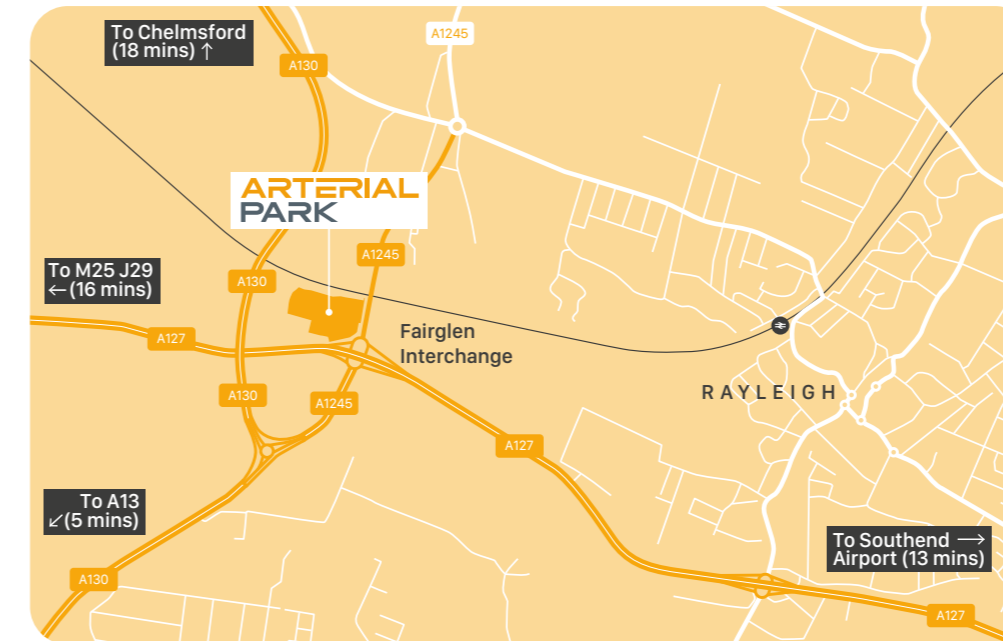 To Chelmsford
(18 mins) ↑
A1245
A130
ARTERIAL
PARK
A1245
To M25 J29
←(16 mins)
A130
A127
Fairglen
Interchange
RAYLEIGH
A130
A1245
A127
To A13
↙(5 mins)
To Southend →
Airport (13 mins)
A130
A127